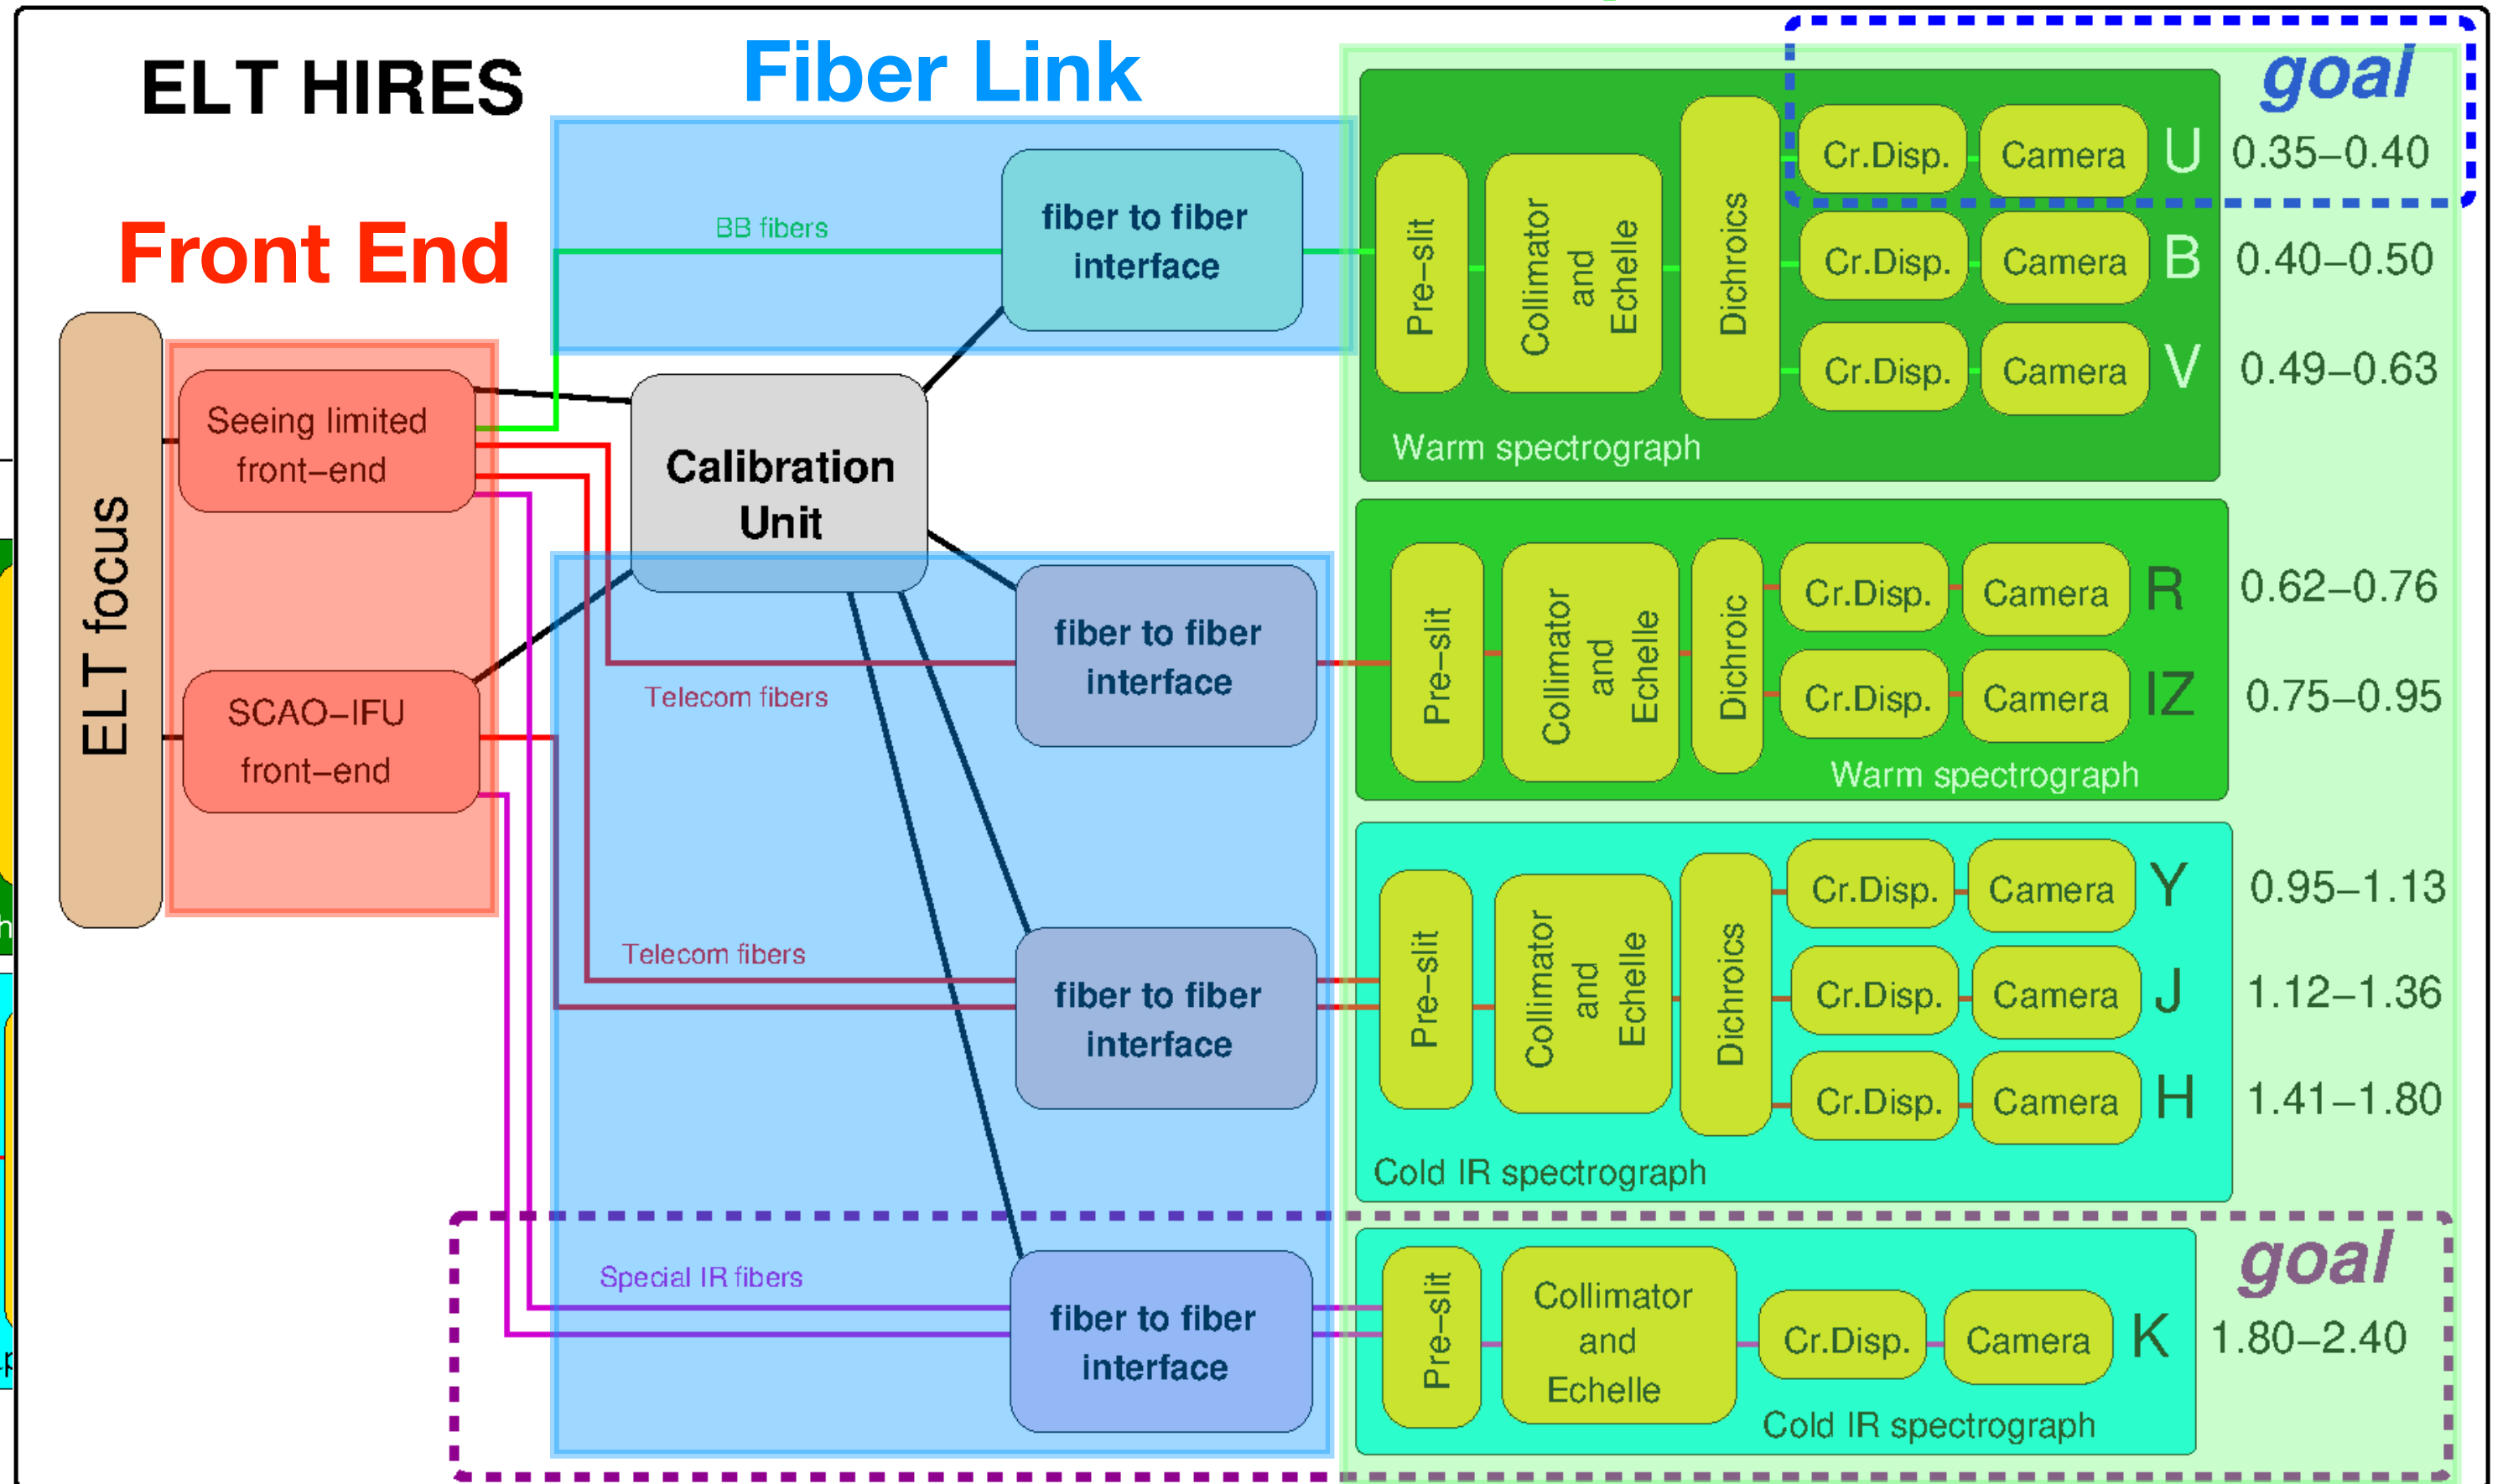 ELT HIRES
Fiber Link
Front End
ELT focus
Seeing limited
front–end
SCAO–IFU
front–end
Calibration
Unit
BB fibers
fiber to fiber
interface
Telecom fibers
fiber to fiber
interface
Telecom fibers
fiber to fiber
interface
Special IR fibers
fiber to fiber
interface
Pre–slit
Collimator
and
Echelle
Dichroics
goal
Cr.Disp. Camera U 0.35–0.40
Cr.Disp. Camera B 0.40–0.50
Cr.Disp. Camera V 0.49–0.63
Warm spectrograph
Pre–slit
Collimator
and
Echelle
Dichroic
Cr.Disp. Camera R 0.62–0.76
Cr.Disp. Camera IZ 0.75–0.95
Warm spectrograph
Pre–slit
Collimator
and
Echelle
Dichroics
Cr.Disp. Camera Y 0.95–1.13
Cr.Disp. Camera J 1.12–1.36
Cr.Disp. Camera H 1.41–1.80
Cold IR spectrograph
Pre–slit
Collimator
and
Echelle
goal
Cr.Disp. Camera K 1.80–2.40
Cold IR spectrograph